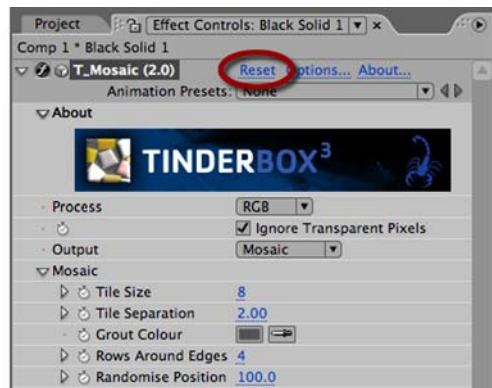 Project Effect Controls: Black Solid 1 x
Comp 1 * Black Solid 1
T_Mosaic (2.0) Reset Options... About...
Animation Presets: None
About
TINDERBOX3
Process RGB
Ignore Transparent Pixels
Output Mosaic
Mosaic
Tile Size 8
Tile Separation 2.00
Grout Colour
Rows Around Edges 4
Randomise Position 100.0